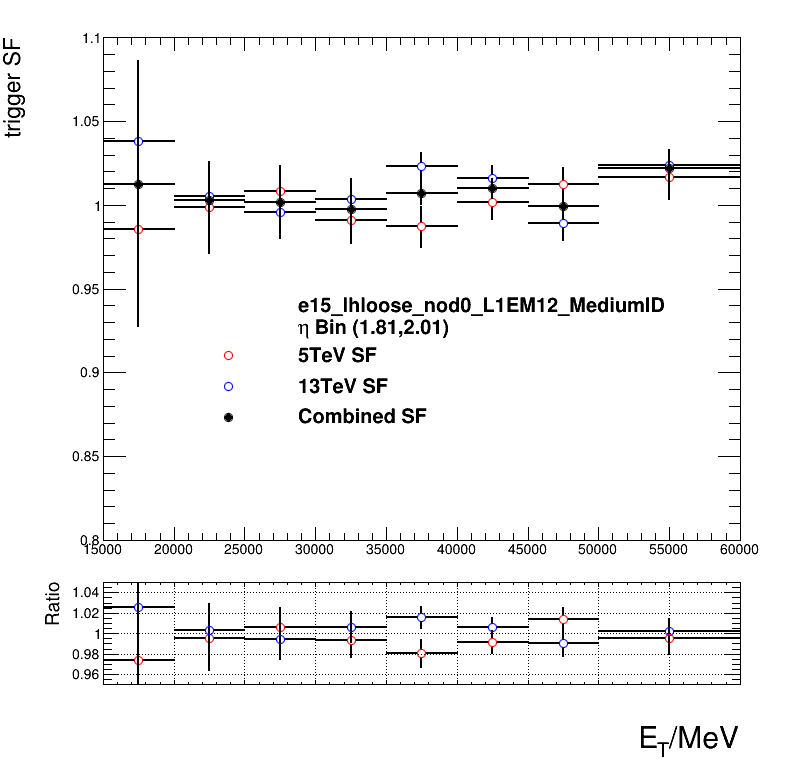 trigger SF
1.1
1.05
1
0.95
0.9
0.85
0.8
e15_lhloose_nod0_L1EM12_MediumID
η Bin (1.81,2.01)
5TeV SF
13TeV SF
Combined SF
15000 20000 25000 30000 35000 40000 45000 50000 55000 60000
Ratio
1.04
1.02
1
0.98
0.96
E_T/MeV